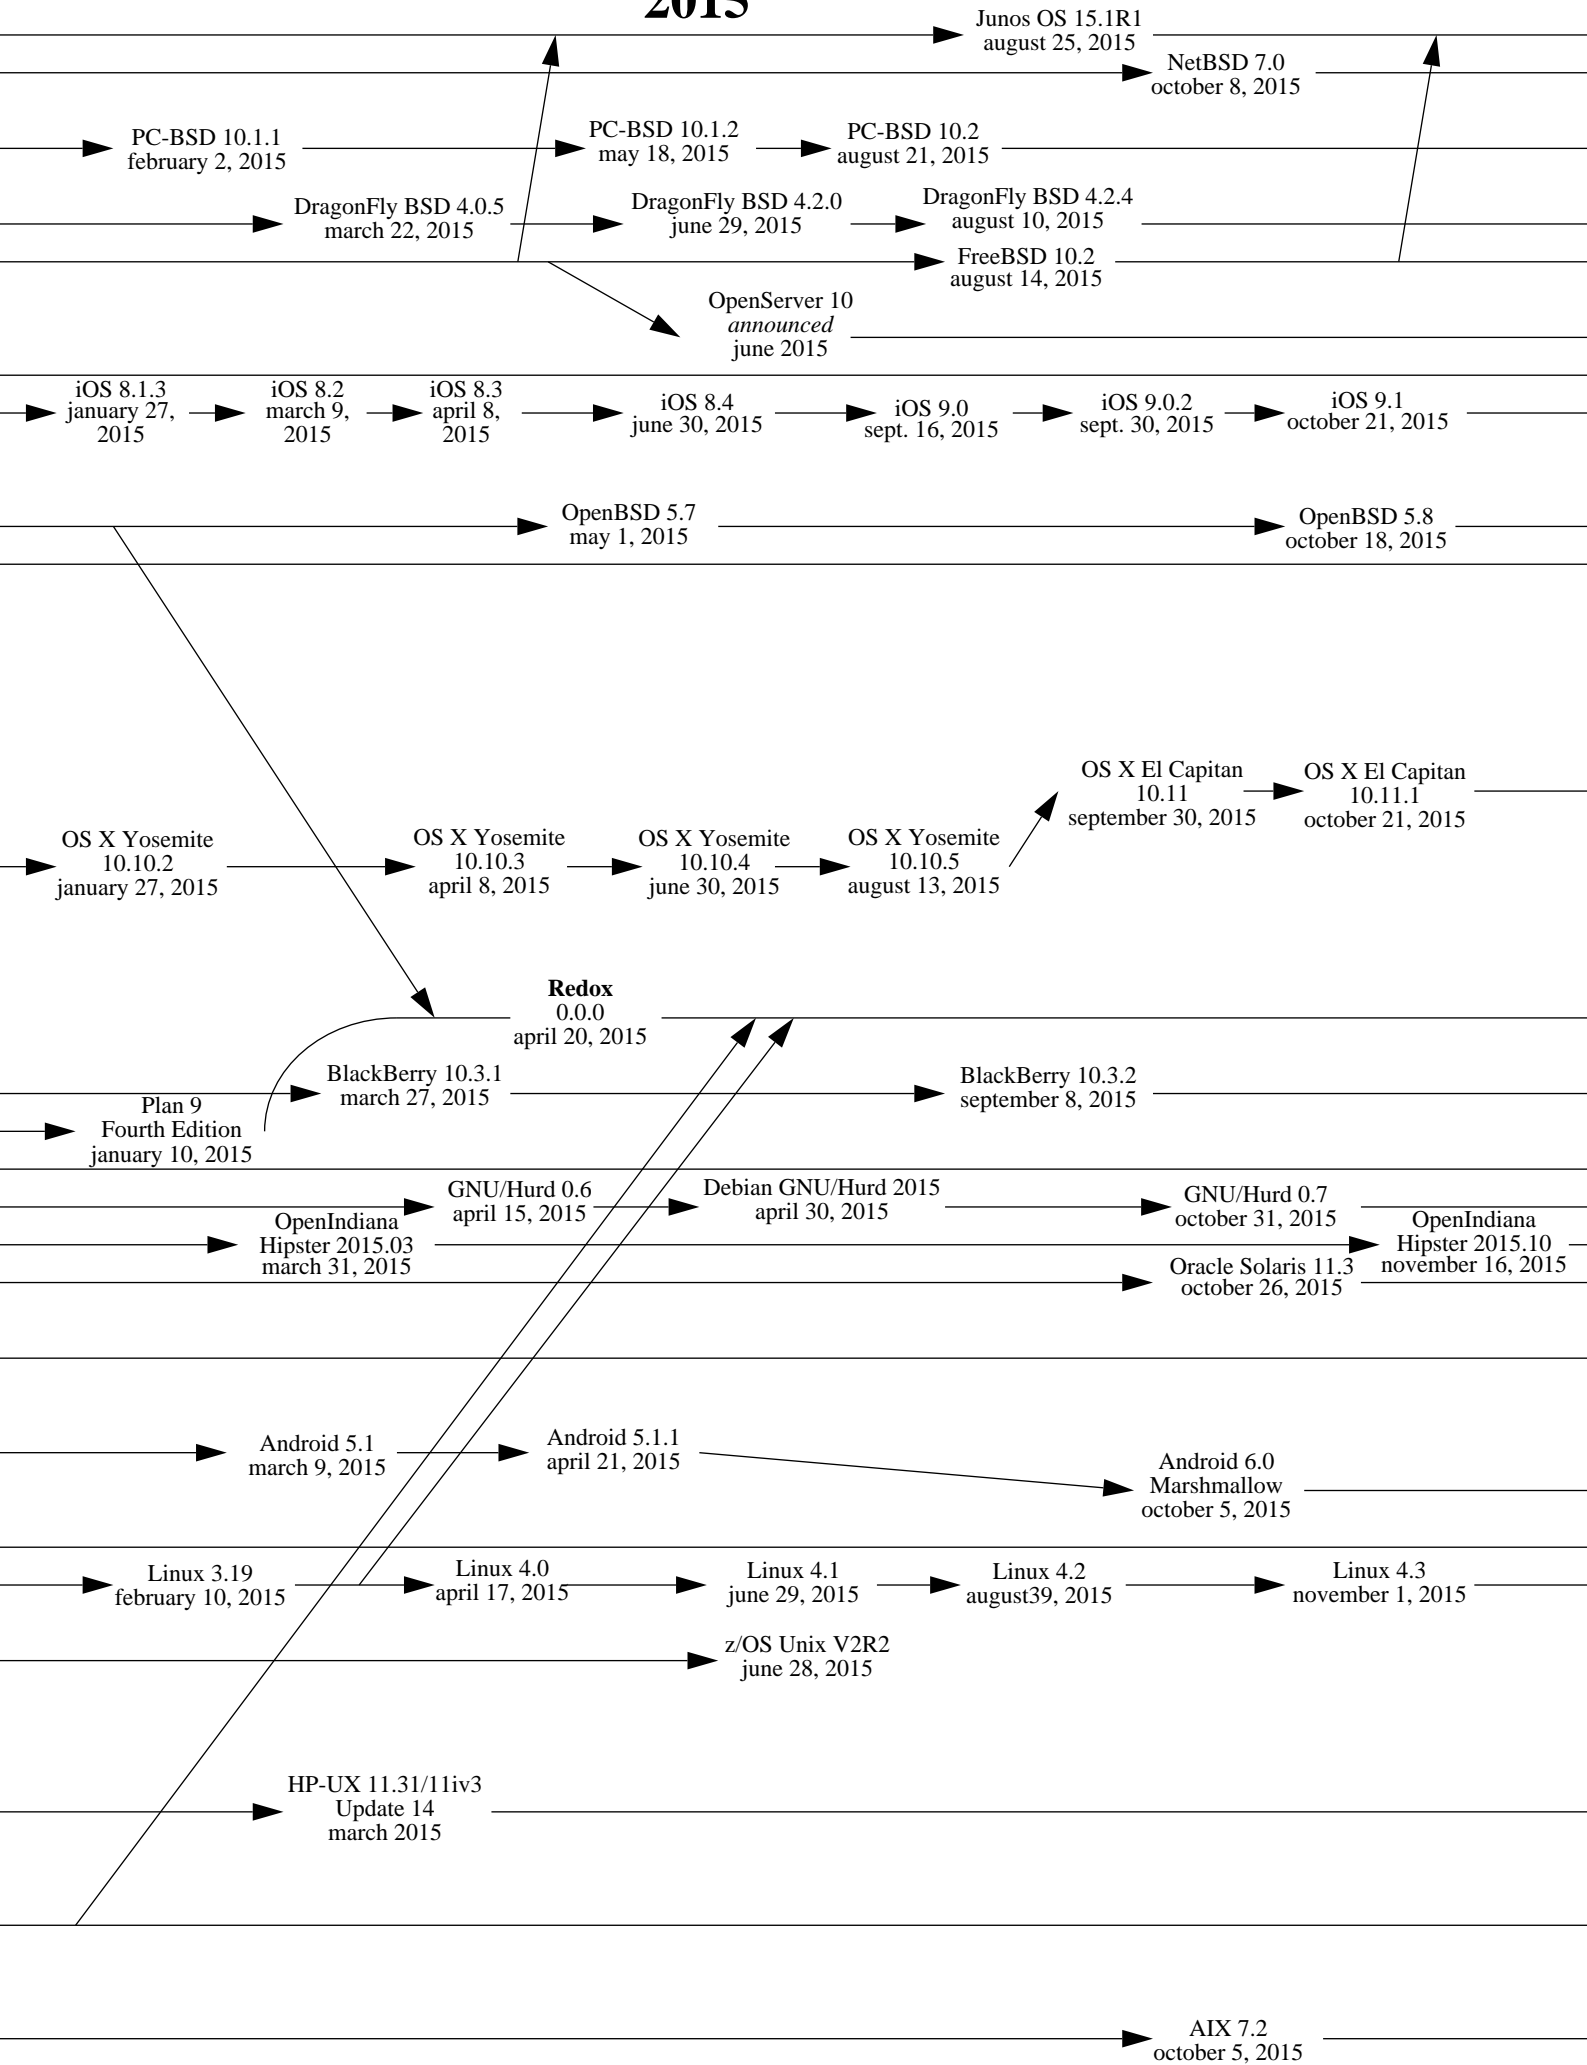 2015
Junos OS 15.1R1
august 25, 2015
NetBSD 7.0
october 8, 2015
PC-BSD 10.1.1
february 2, 2015
PC-BSD 10.1.2
may 18, 2015
PC-BSD 10.2
august 21, 2015
DragonFly BSD 4.0.5
march 22, 2015
DragonFly BSD 4.2.0
june 29, 2015
DragonFly BSD 4.2.4
august 10, 2015
FreeBSD 10.2
august 14, 2015
OpenServer 10
announced
june 2015
iOS 8.1.3
january 27,
2015
iOS 8.2
march 9,
2015
iOS 8.3
april 8,
2015
iOS 8.4
june 30, 2015
iOS 9.0
sept. 16, 2015
iOS 9.0.2
sept. 30, 2015
iOS 9.1
october 21, 2015
OpenBSD 5.7
may 1, 2015
OpenBSD 5.8
october 18, 2015
OS X El Capitan
10.11
september 30, 2015
OS X El Capitan
10.11.1
october 21, 2015
OS X Yosemite
10.10.2
january 27, 2015
OS X Yosemite
10.10.3
april 8, 2015
OS X Yosemite
10.10.4
june 30, 2015
OS X Yosemite
10.10.5
august 13, 2015
Redox
0.0.0
april 20, 2015
BlackBerry 10.3.1
march 27, 2015
BlackBerry 10.3.2
september 8, 2015
Plan 9
Fourth Edition
january 10, 2015
GNU/Hurd 0.6
april 15, 2015
Debian GNU/Hurd 2015
april 30, 2015
GNU/Hurd 0.7
october 31, 2015
OpenIndiana
Hipster 2015.03
march 31, 2015
OpenIndiana
Hipster 2015.10
november 16, 2015
Oracle Solaris 11.3
october 26, 2015
Android 5.1
march 9, 2015
Android 5.1.1
april 21, 2015
Android 6.0
Marshmallow
october 5, 2015
Linux 3.19
february 10, 2015
Linux 4.0
april 17, 2015
Linux 4.1
june 29, 2015
Linux 4.2
august39, 2015
Linux 4.3
november 1, 2015
z/OS Unix V2R2
june 28, 2015
HP-UX 11.31/11iv3
Update 14
march 2015
AIX 7.2
october 5, 2015